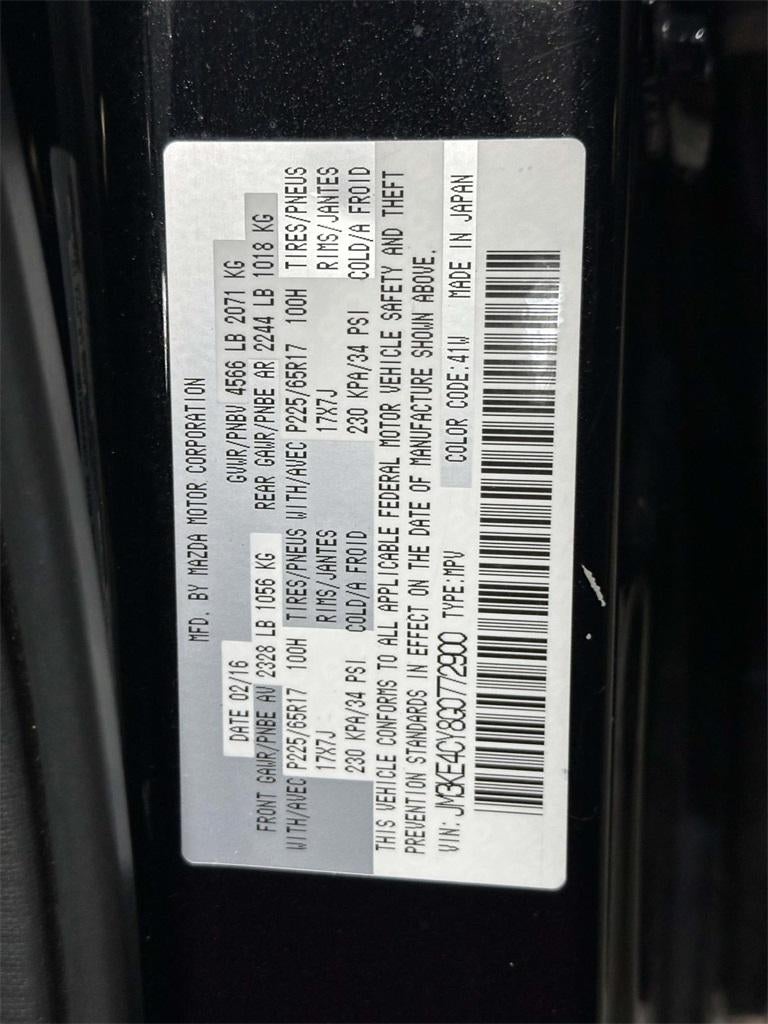 MFD. BY MAZDA MOTOR CORPORATION
DATE 02/16 GVWR/PNBV 4566 LB 2071 KG
FRONT GAWR/PNBE AV 2328 LB 1056 KG REAR GAWR/PNBE AR 2244 LB 1018 KG
WITH/AVEC P225/65R17 100H TIRES/PNEUS WITH/AVEC P225/65R17 100H TIRES/PNEUS
17X7J RIMS/JANTES 17X7J RIMS/JANTES
230 KPA/34 PSI COLD/A FROID 230 KPA/34 PSI COLD/A FROID
THIS VEHICLE CONFORMS TO ALL APPLICABLE FEDERAL MOTOR VEHICLE SAFETY AND THEFT
PREVENTION STANDARDS IN EFFECT ON THE DATE OF MANUFACTURE SHOWN ABOVE.
VIN: JM3KE4CY8G0772900 TYPE:MPV COLOR CODE:41W MADE IN JAPAN